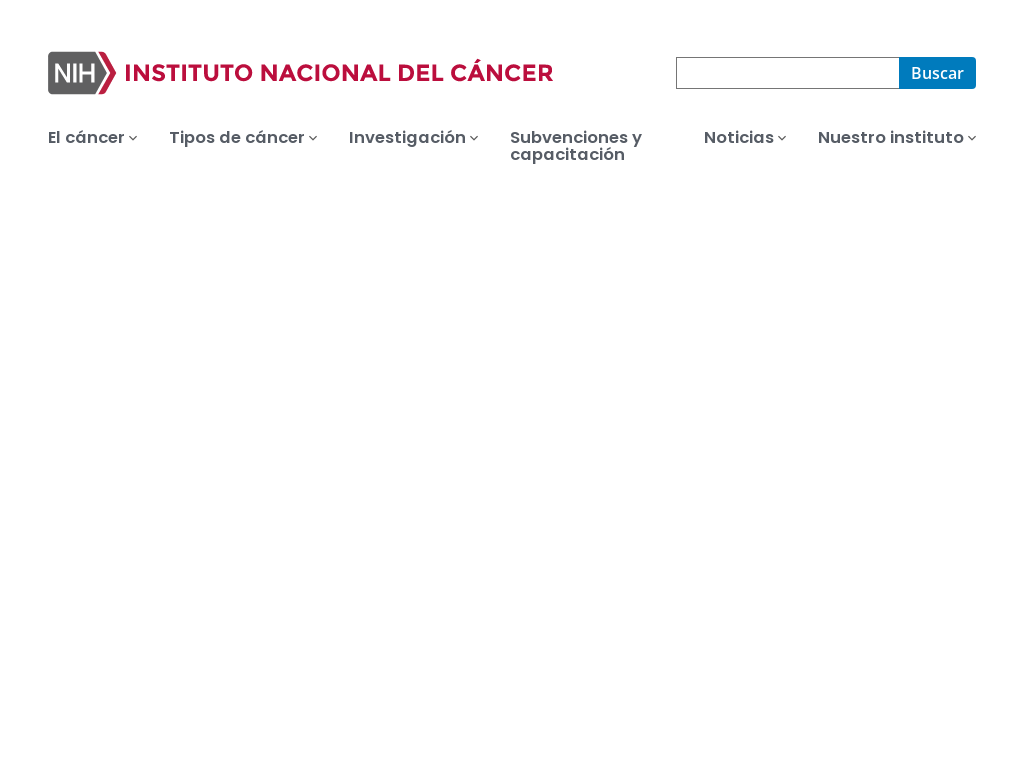 NIH INSTITUTO NACIONAL DEL CÁNCER
Buscar
El cáncer
Tipos de cáncer
Investigación
Subvenciones y
capacitación
Noticias
Nuestro instituto